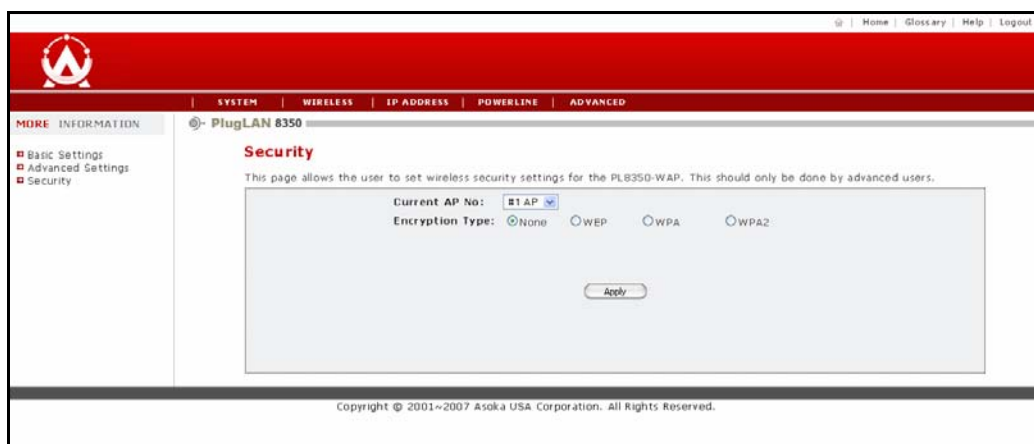 | Home | Glossary | Help | Logout
| SYSTEM | WIRELESS | IP ADDRESS | POWERLINE | ADVANCED
MORE INFORMATION
PlugLAN 8350
Basic Settings
Advanced Settings
Security
Security
This page allows the user to set wireless security settings for the PL8350-WAP. This should only be done by advanced users.
Current AP No: #1 AP
Encryption Type: None WEP WPA WPA2
Apply
Copyright © 2001~2007 Asoka USA Corporation. All Rights Reserved.